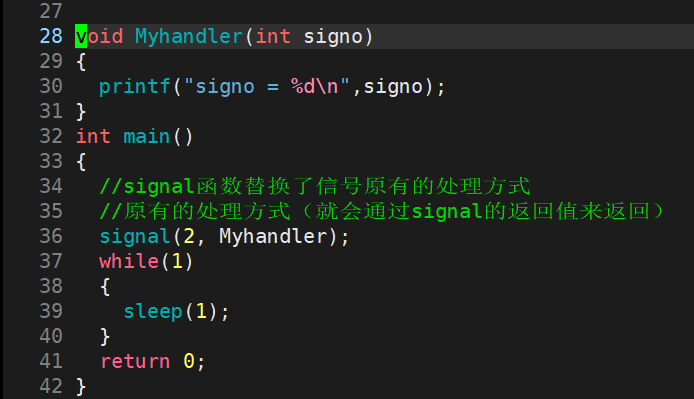 27
28 void Myhandler(int signo)
29 {
30   printf("signo = %d\n",signo);
31 }
32 int main()
33 {
34   //signal函数替换了信号原有的处理方式
35   //原有的处理方式（就会通过signal的返回值来返回）
36   signal(2, Myhandler);
37   while(1)
38   {
39     sleep(1);
40   }
41   return 0;
42 }